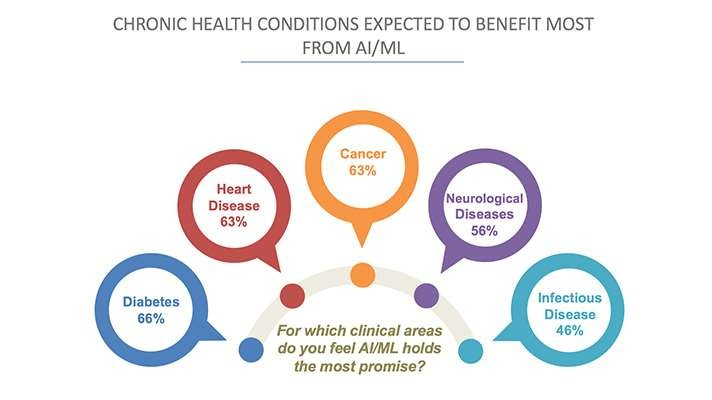 CHRONIC HEALTH CONDITIONS EXPECTED TO BENEFIT MOST
FROM AI/ML
Cancer
63%
Heart
Disease
63%
Neurological
Diseases
56%
Diabetes
66%
Infectious
Disease
46%
For which clinical areas
do you feel AI/ML holds
the most promise?